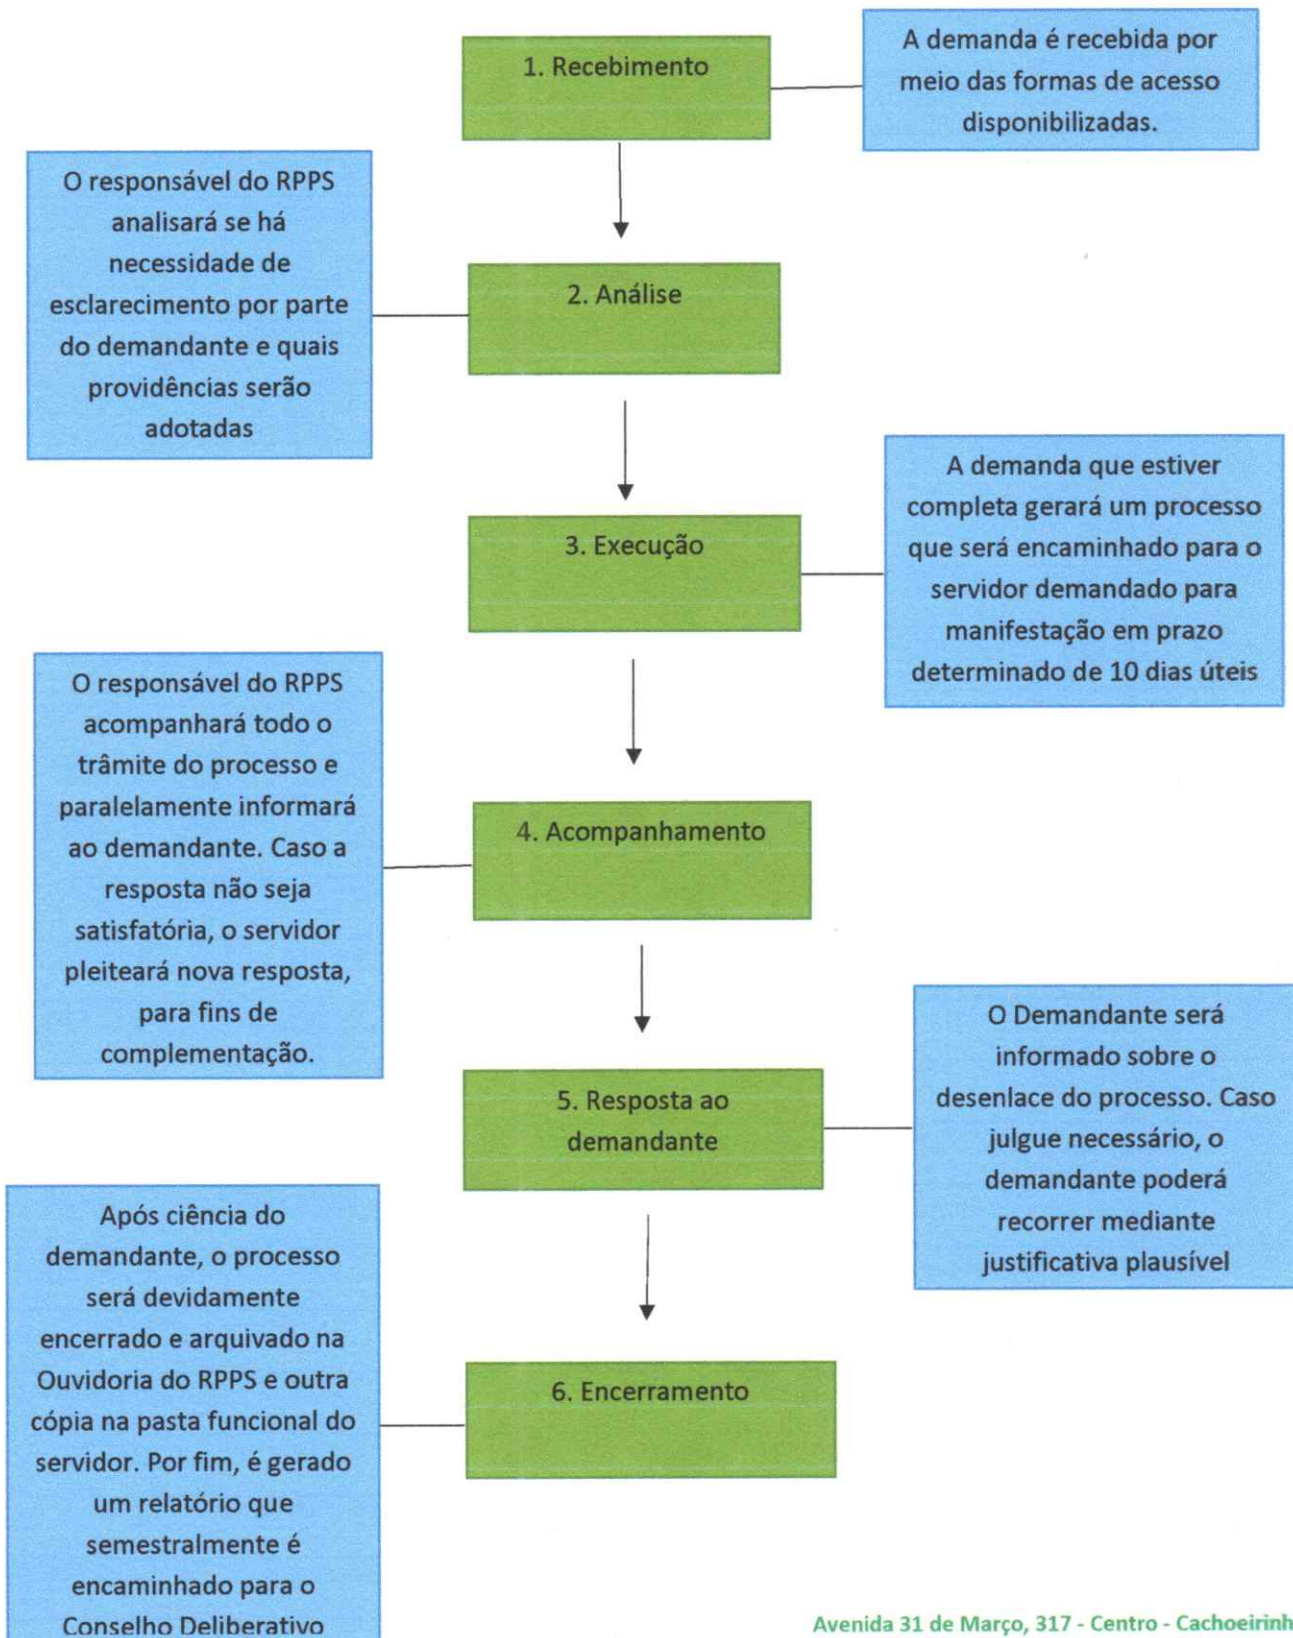 1. Recebimento
A demanda é recebida por
meio das formas de acesso
disponibilizadas.
O responsável do RPPS
analisará se há
necessidade de
esclarecimento por parte
do demandante e quais
providências serão
adotadas
2. Análise
3. Execução
A demanda que estiver
completa gerará um processo
que será encaminhado para o
servidor demandado para
manifestação em prazo
determinado de 10 dias úteis
O responsável do RPPS
acompanhará todo o
trâmite do processo e
paralelamente informará
ao demandante. Caso a
resposta não seja
satisfatória, o servidor
pleiteará nova resposta,
para fins de
complementação.
4. Acompanhamento
5. Resposta ao
demandante
O Demandante será
informado sobre o
desenlace do processo. Caso
julgue necessário, o
demandante poderá
recorrer mediante
justificativa plausível
Após ciência do
demandante, o processo
será devidamente
encerrado e arquivado na
Ouvidoria do RPPS e outra
cópia na pasta funcional do
servidor. Por fim, é gerado
um relatório que
semestralmente é
encaminhado para o
Conselho Deliberativo
6. Encerramento
Avenida 31 de Março, 317 - Centro - Cachoeirinh